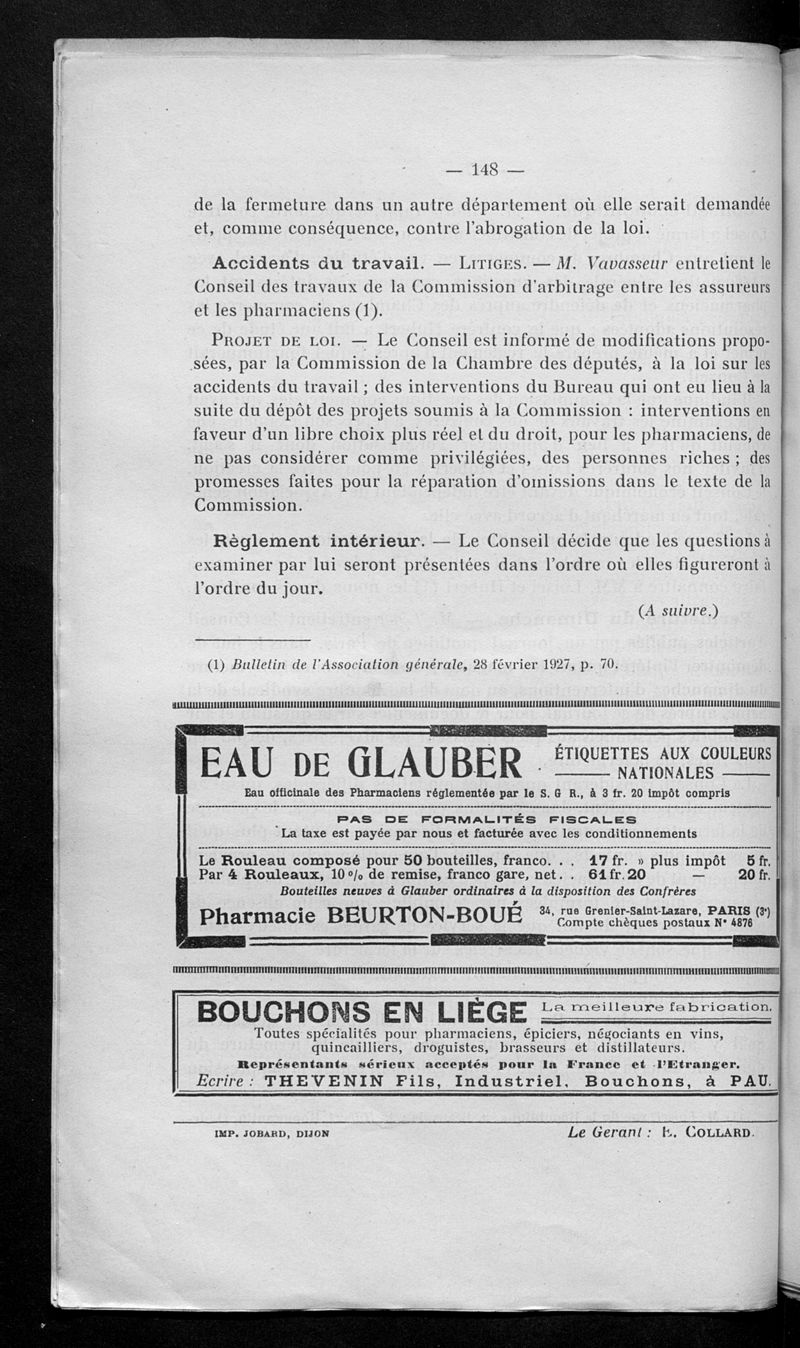 — 148 —
de la fermeture dans un autre département où elle serait demandée
et, comme conséquence, contre l'abrogation de la loi.
Accidents du travail. — LITIGES. — M. Vavasseur entretient le
Conseil des travaux de la Commission d'arbitrage entre les assureurs
et les pharmaciens (1).
PROJET DE LOI. — Le Conseil est informé de modifications propo-
sées, par la Commission de la Chambre des députés, à la loi sur les
accidents du travail ; des interventions du Bureau qui ont eu lieu à la
suite du dépôt des projets soumis à la Commission : interventions en
faveur d'un libre choix plus réel et du droit, pour les pharmaciens, de
ne pas considérer comme privilégiées, des personnes riches ; des
promesses faites pour la réparation d'omissions dans le texte de la
Commission.
Règlement intérieur. — Le Conseil décide que les questions à
examiner par lui seront présentées dans l'ordre où elles figureront à
l'ordre du jour.
(A suivre.)
(1) Bulletin de l'Association générale, 28 février 1927, p. 70.
EAU DE GLAUBER
ÉTIQUETTES AUX COULEURS
— NATIONALES —
Eau officinale des Pharmaciens réglementée par le S. G R., à 3 fr. 20 impôt compris
PAS DE FORMALITÉS FISCALES
La taxe est payée par nous et facturée avec les conditionnements
Le Rouleau composé pour 50 bouteilles, franco. . . 17 fr. » plus impôt 5 fr.
Par 4 Rouleaux, 10 % de remise, franco gare, net. . 61 fr. 20 — 20 fr.
Bouteilles neuves à Glauber ordinaires à la disposition des Confrères
Pharmacie BEURTON-BOUÉ
34, rue Grenier-Saint-Lazare, PARIS (3e)
Compte chèques postaux N° 4876
BOUCHONS EN LIÈGE La meilleure fabrication.
Toutes spécialités pour pharmaciens, épiciers, négociants en vins,
quincailliers, droguistes, brasseurs et distillateurs.
Représentants sérieux acceptés pour la France et l'Etranger.
Ecrire : THEVENIN Fils, Industriel, Bouchons, à PAU.
IMP. JOBARD, DIJON
Le Gerant : E. COLLARD.